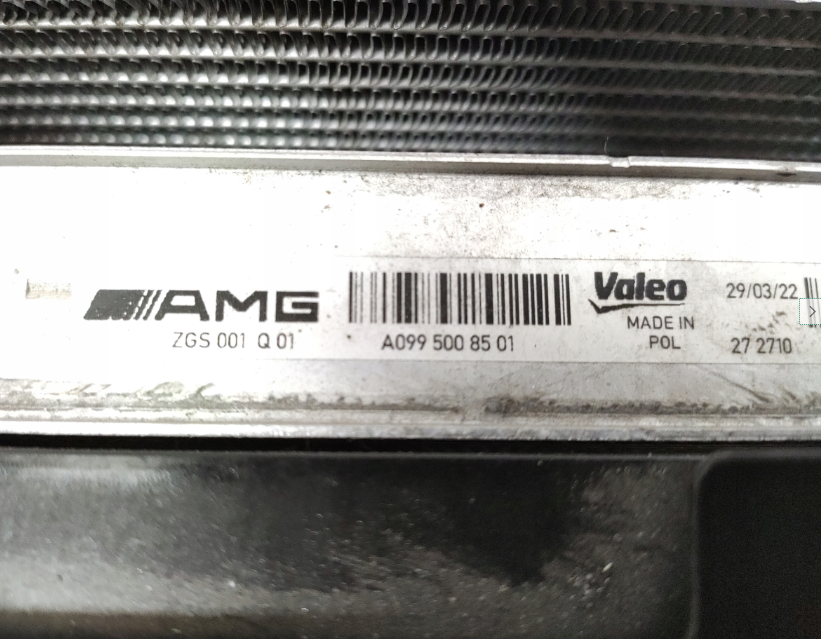 AMG
ZGS 001 Q 01
A099 500 85 01
Valeo
MADE IN
POL
29/03/22
27 2710